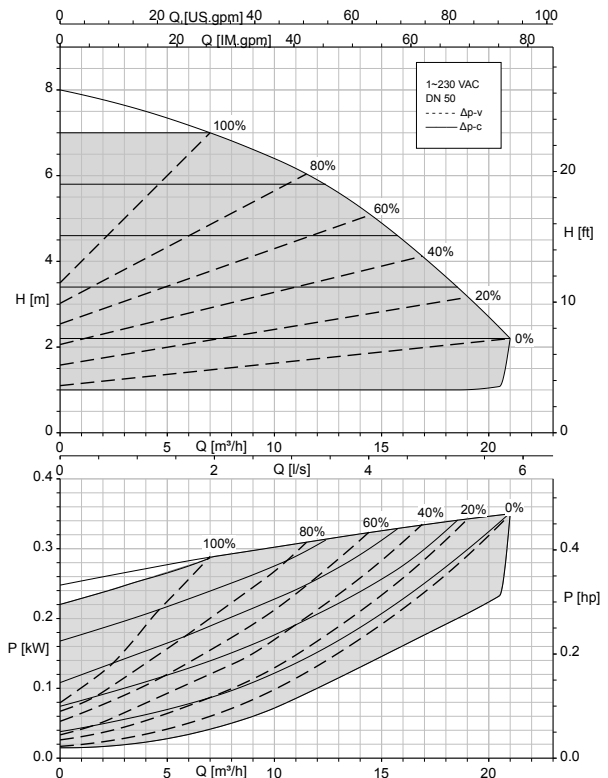 0 20 Q [US.gpm] 40 60 80 100
0 20 Q [IM.gpm] 40 60 80
8
6
4
H [m]
2
0
1~230 VAC
DN 50
Δp-v
Δp-c
100%
80%
60%
40%
20%
0%
20
H [ft]
10
0
0 5 Q [m³/h] 10 15 20
0 2 Q [l/s] 4 6
0.4
0.3
0.2
P [kW]
0.1
0.0
100%
80%
60%
40%
20%
0%
0.4
P [hp]
0.2
0.0
0 5 Q [m³/h] 10 15 20